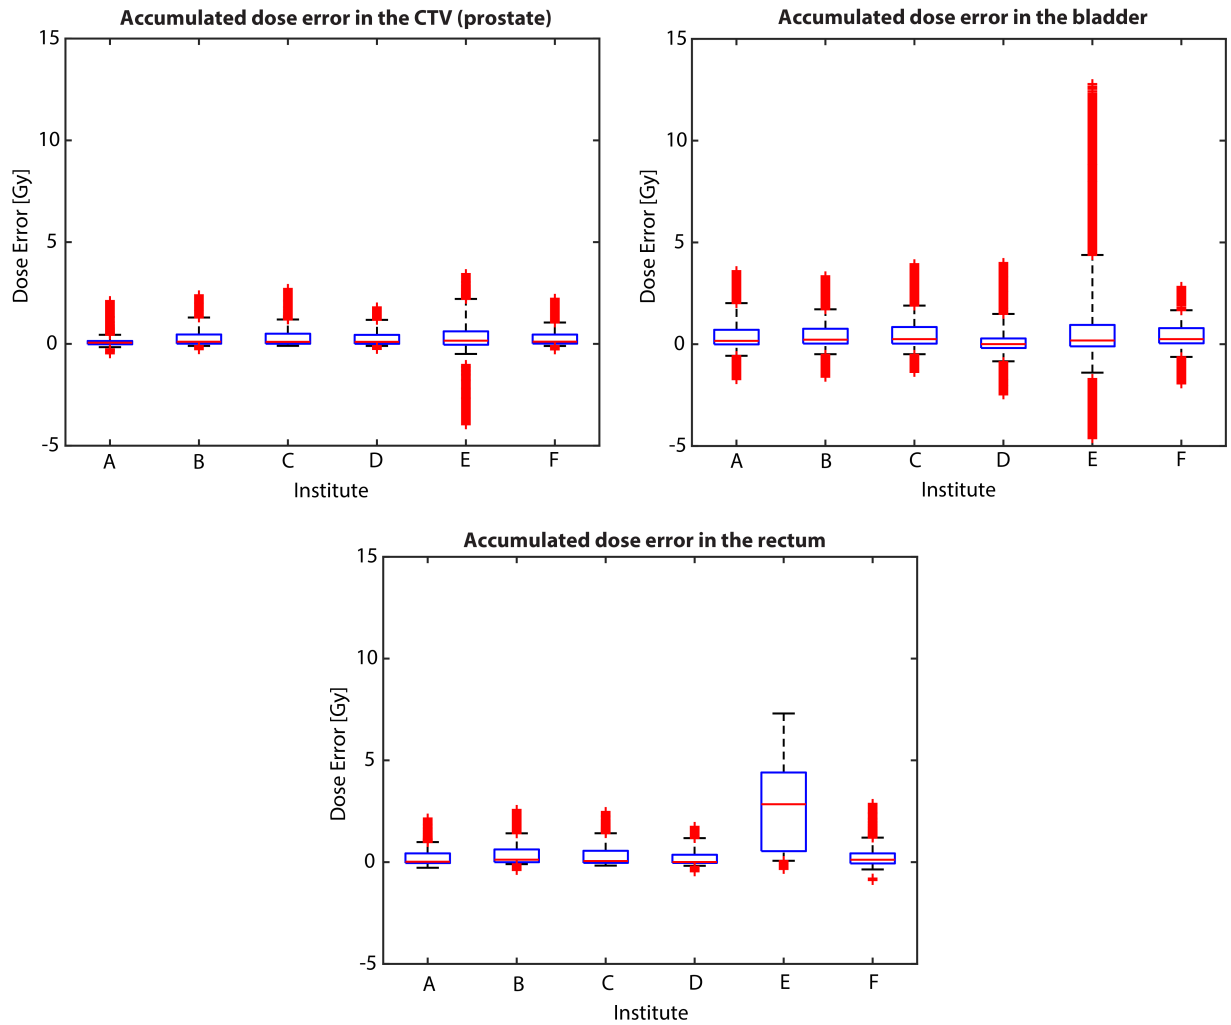 Accumulated dose error in the CTV (prostate)
15
10
5
0
-5
Dose Error [Gy]
A B C D E F
Institute
Accumulated dose error in the bladder
15
10
5
0
-5
Dose Error [Gy]
A B C D E F
Institute
Accumulated dose error in the rectum
15
10
5
0
-5
Dose Error [Gy]
A B C D E F
Institute